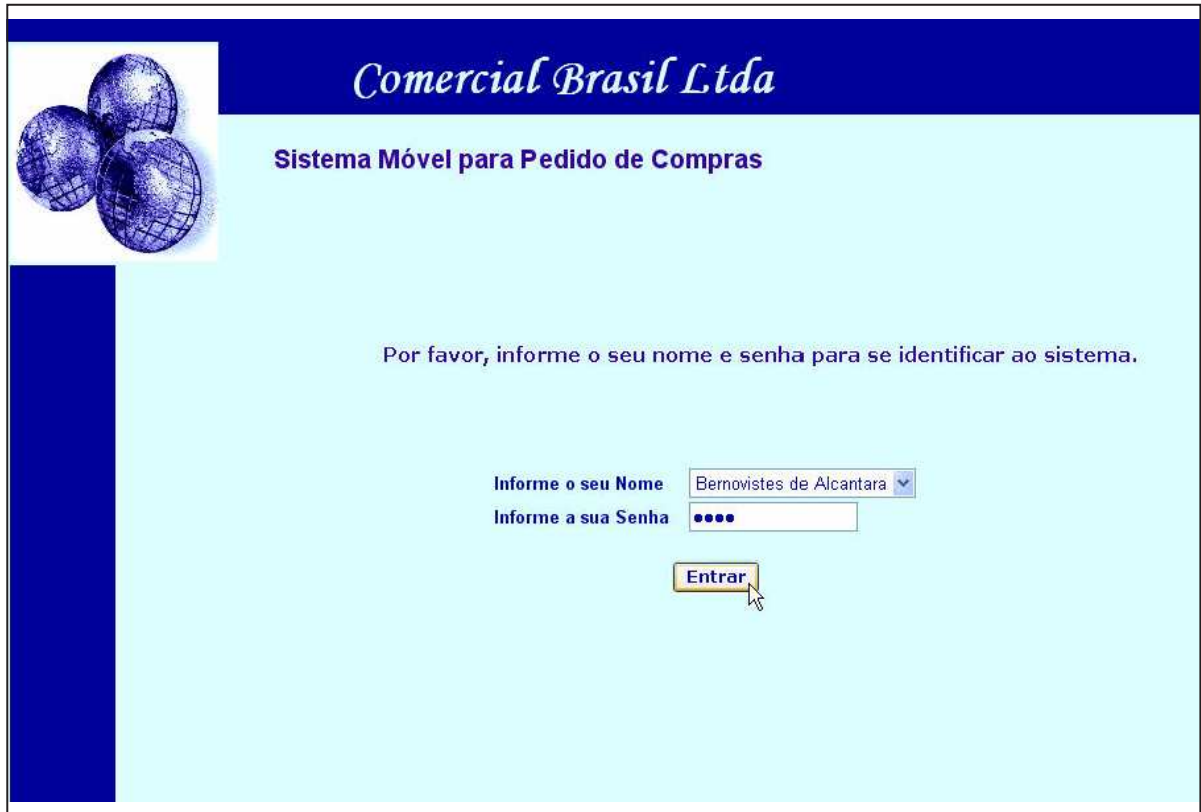 Comercial Brasil Ltda
Sistema Móvel para Pedido de Compras
Por favor, informe o seu nome e senha para se identificar ao sistema.
Informe o seu Nome Bernovistes de Alcantara
Informe a sua Senha ••••
Entrar